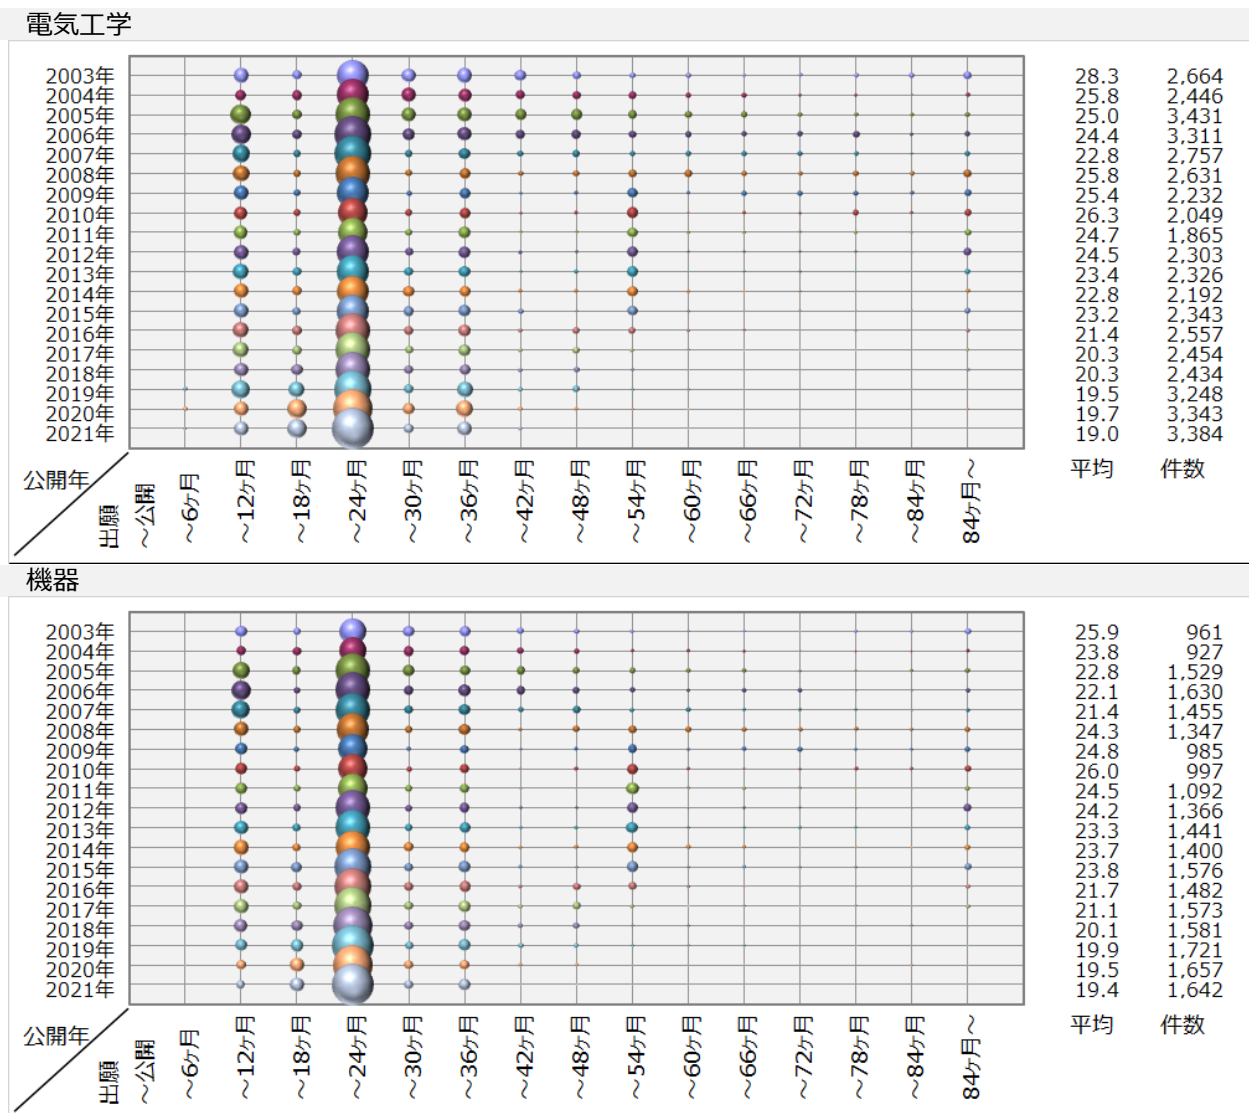 電気工学
2003年 28.3 2,664
2004年 25.8 2,446
2005年 25.0 3,431
2006年 24.4 3,311
2007年 22.8 2,757
2008年 25.8 2,631
2009年 25.4 2,232
2010年 26.3 2,049
2011年 24.7 1,865
2012年 24.5 2,303
2013年 23.4 2,326
2014年 22.8 2,192
2015年 23.2 2,343
2016年 21.4 2,557
2017年 20.3 2,454
2018年 20.3 2,434
2019年 19.5 3,248
2020年 19.7 3,343
2021年 19.0 3,384
公開年 出願 ～公開 ～6ヶ月 ～12ヶ月 ～18ヶ月 ～24ヶ月 ～30ヶ月 ～36ヶ月 ～42ヶ月 ～48ヶ月 ～54ヶ月 ～60ヶ月 ～66ヶ月 ～72ヶ月 ～78ヶ月 ～84ヶ月 84ヶ月～ 平均 件数
機器
2003年 25.9 961
2004年 23.8 927
2005年 22.8 1,529
2006年 22.1 1,630
2007年 21.4 1,455
2008年 24.3 1,347
2009年 24.8 985
2010年 26.0 997
2011年 24.5 1,092
2012年 24.2 1,366
2013年 23.3 1,441
2014年 23.7 1,400
2015年 23.8 1,576
2016年 21.7 1,482
2017年 21.1 1,573
2018年 20.1 1,581
2019年 19.9 1,721
2020年 19.5 1,657
2021年 19.4 1,642
公開年 出願 ～公開 ～6ヶ月 ～12ヶ月 ～18ヶ月 ～24ヶ月 ～30ヶ月 ～36ヶ月 ～42ヶ月 ～48ヶ月 ～54ヶ月 ～60ヶ月 ～66ヶ月 ～72ヶ月 ～78ヶ月 ～84ヶ月 84ヶ月～ 平均 件数